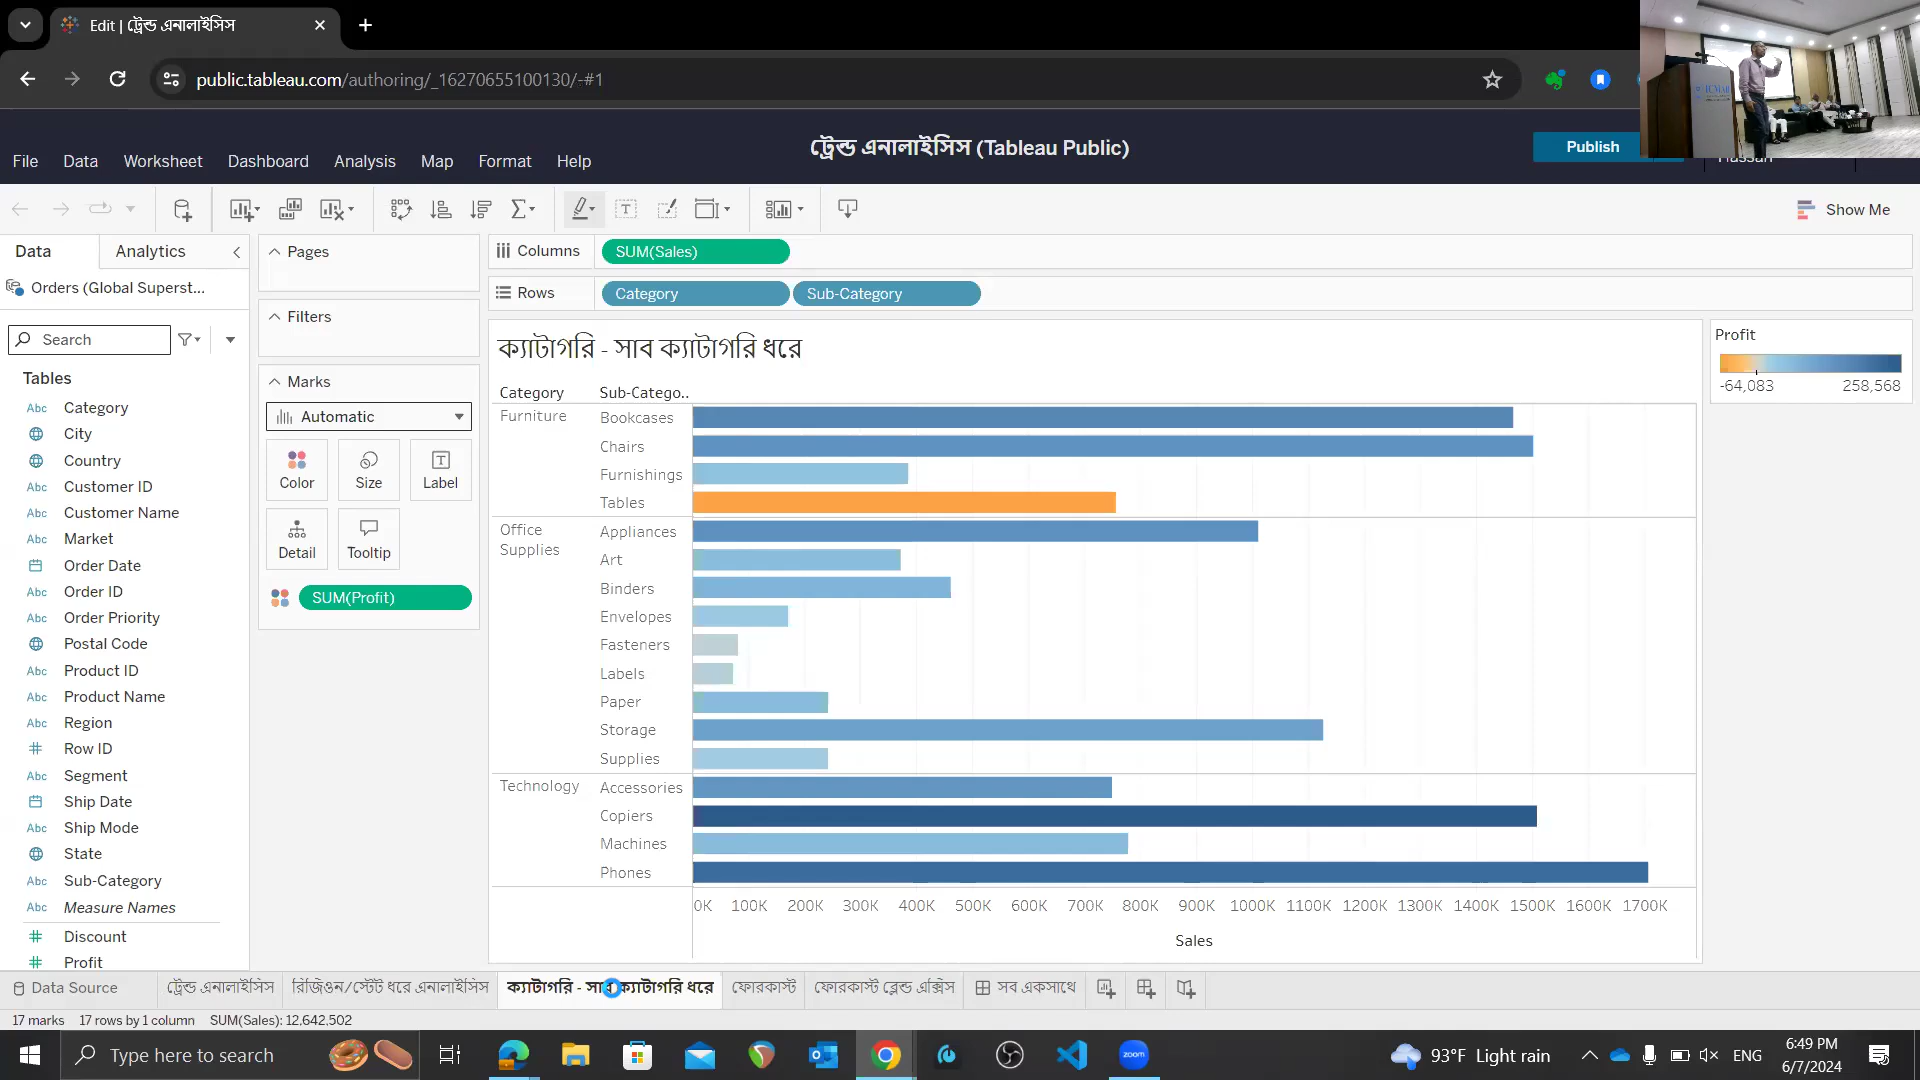 Edit | ট্রেন্ড এনালাইসিস
public.tableau.com/authoring/_16270655100130/-#1
ট্রেন্ড এনালাইসিস (Tableau Public)
Publish
File Data Worksheet Dashboard Analysis Map Format Help
Show Me
Data Analytics
Orders (Global Superst...
Search
Tables
Category
City
Country
Customer ID
Customer Name
Market
Order Date
Order ID
Order Priority
Postal Code
Product ID
Product Name
Region
Row ID
Segment
Ship Date
Ship Mode
State
Sub-Category
Measure Names
Discount
Profit
Pages
Filters
Marks
Automatic
Color Size Label
Detail Tooltip
SUM(Profit)
Columns SUM(Sales)
Rows Category Sub-Category
ক্যাটাগরি - সাব ক্যাটাগরি ধরে
Category Sub-Catego..
Furniture Bookcases
Chairs
Furnishings
Tables
Office Supplies Appliances
Art
Binders
Envelopes
Fasteners
Labels
Paper
Storage
Supplies
Technology Accessories
Copiers
Machines
Phones
0K 100K 200K 300K 400K 500K 600K 700K 800K 900K 1000K 1100K 1200K 1300K 1400K 1500K 1600K 1700K
Sales
Profit
-64,083 258,568
Data Source ট্রেন্ড এনালাইসিস রিজিওন/স্টেট ধরে এনালাইসিস ক্যাটাগরি - সাব ক্যাটাগরি ধরে ফোরকাস্ট ফোরকাস্ট ব্লেন্ড এক্সিস সব একসাথে
17 marks 17 rows by 1 column SUM(Sales): 12,642,502
Type here to search
zoom
93°F Light rain
ENG
6:49 PM
6/7/2024